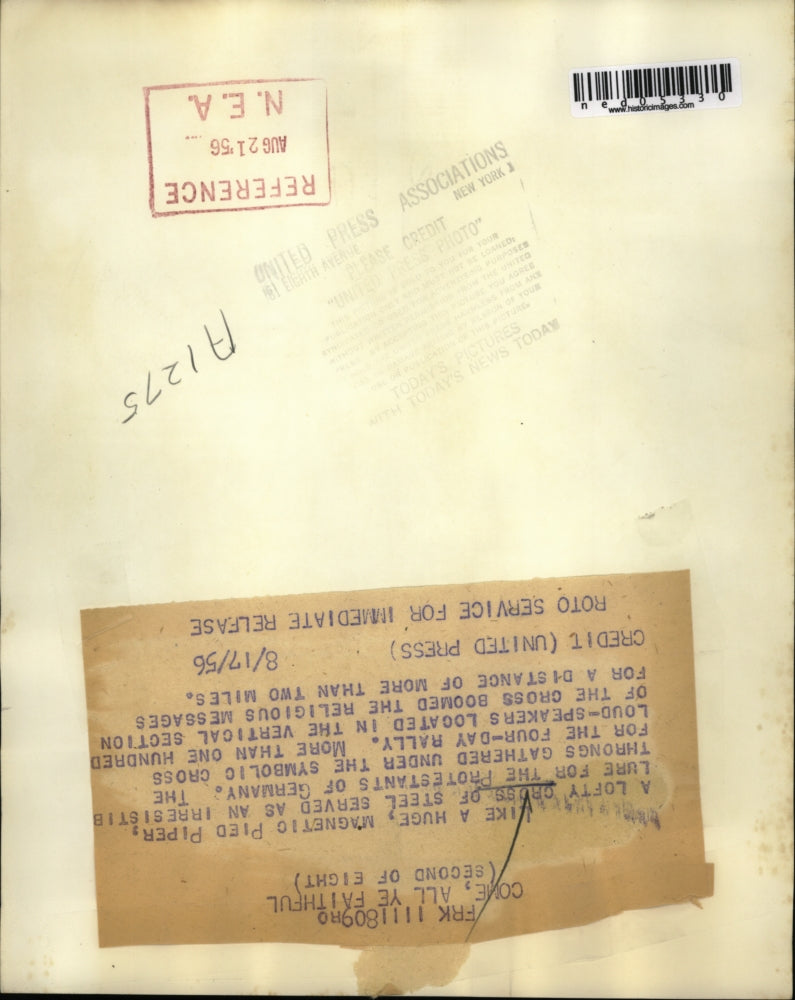 ned05330
www.historicimages.com
REFERENCE
AUG 21 '56
N.E.A.
UNITED PRESS ASSOCIATIONS
461 EIGHTH AVENUE NEW YORK 1
PLEASE CREDIT
"UNITED PRESS PHOTO"
TODAY'S PICTURES
WITH TODAY'S NEWS TODAY
A1275
FRK 1111809RO
COME, ALL YE FAITHFUL
(SECOND OF EIGHT)
LIKE A HUGE, MAGNETIC PIED PIPER,
A LOFTY CROSS OF STEEL SERVED AS AN IRRESISTIB
LURE FOR THE PROTESTANTS OF GERMANY. THE
THRONGS GATHERED UNDER THE SYMBOLIC CROSS
FOR THE FOUR-DAY RALLY. MORE THAN ONE HUNDRED
LOUD-SPEAKERS LOCATED IN THE VERTICAL SECTION
OF THE CROSS BOOMED THE RELIGIOUS MESSAGES
FOR A DISTANCE OF MORE THAN TWO MILES.
CREDIT (UNITED PRESS) 8/17/56
ROTO SERVICE FOR IMMEDIATE RELEASE